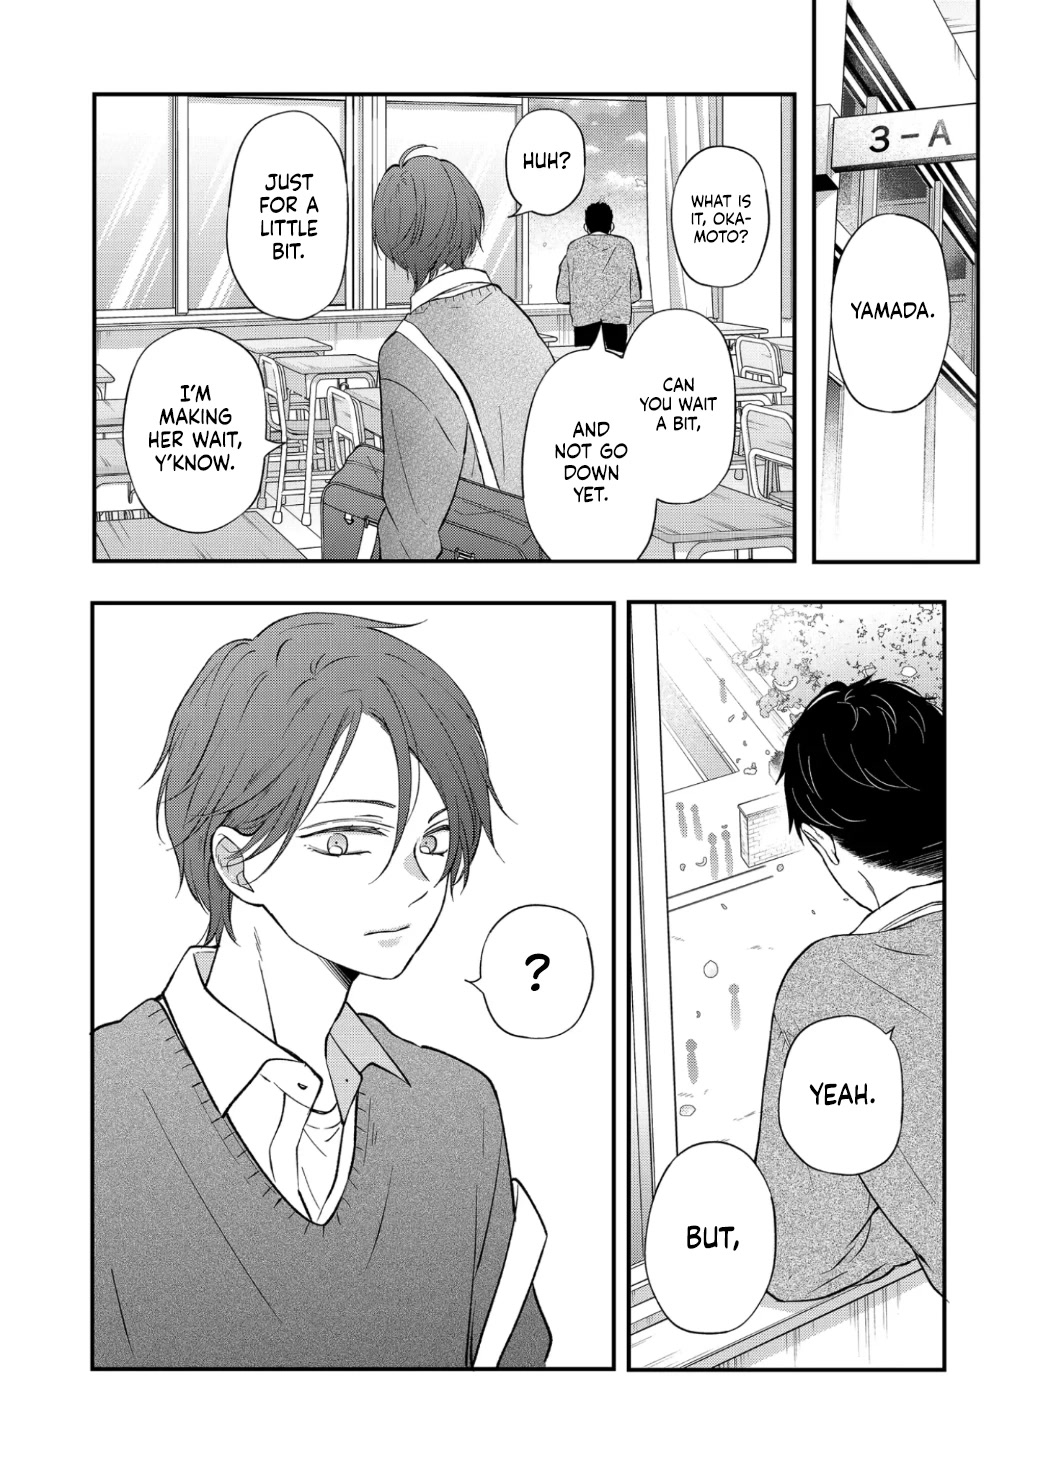 3-A
YAMADA.
WHAT IS
IT, OKA-
MOTO?
CAN
YOU WAIT
A BIT,
AND
NOT GO
DOWN
YET.
HUH?
JUST
FOR A
LITTLE
BIT.
I'M
MAKING
HER WAIT,
Y'KNOW.
YEAH.
BUT,
?